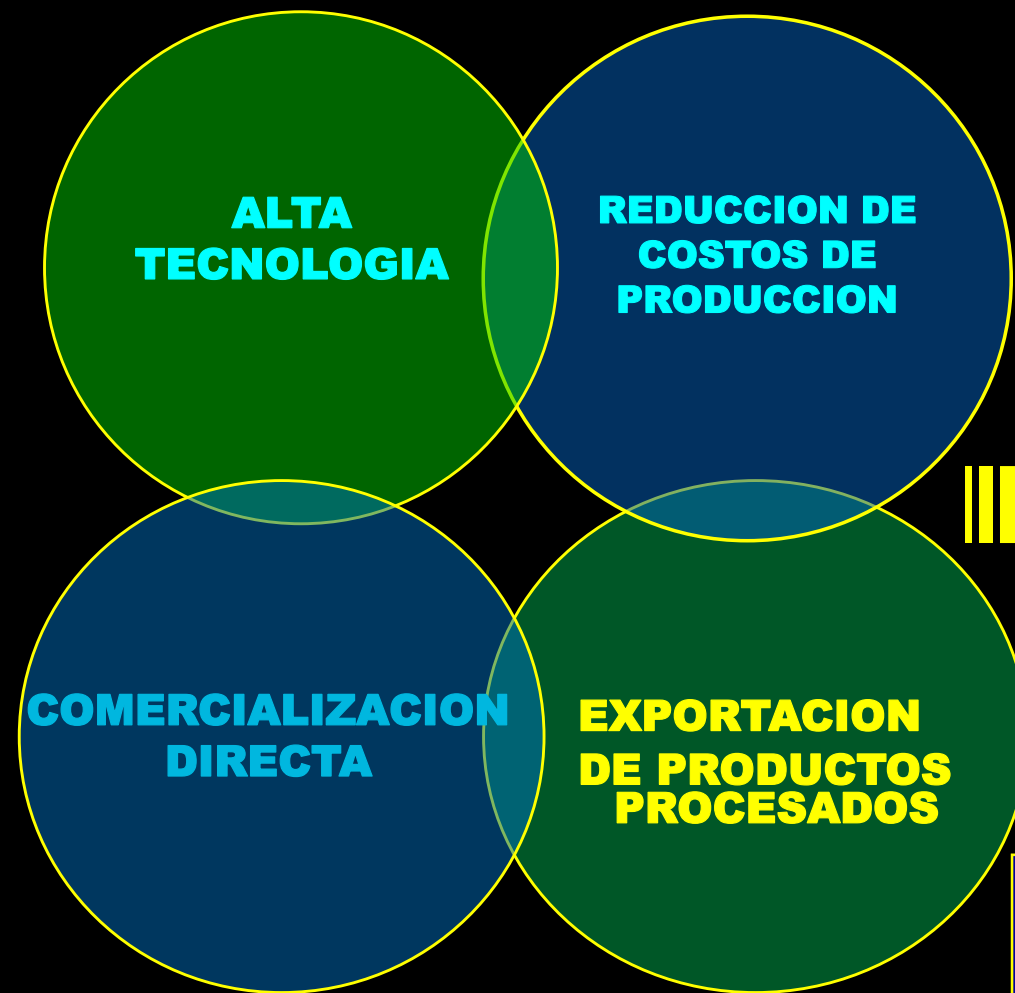 ALTA
TECNOLOGIA
REDUCCION DE
COSTOS DE
PRODUCCION
COMERCIALIZACION
DIRECTA
EXPORTACION
DE PRODUCTOS
PROCESADOS